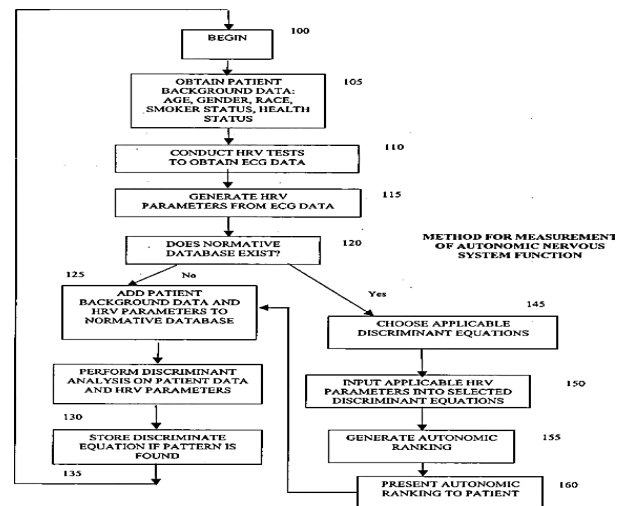 BEGIN
100
OBTAIN PATIENT
BACKGROUND DATA:
AGE, GENDER, RACE,
SMOKER STATUS, HEALTH
STATUS
105
CONDUCT HRV TESTS
TO OBTAIN ECG DATA
110
GENERATE HRV
PARAMETERS FROM ECG DATA
115
DOES NORMATIVE
DATABASE EXIST?
120
METHOD FOR MEASUREMENT
OF AUTONOMIC NERVOUS
SYSTEM FUNCTION
125
No
Yes
ADD PATIENT
BACKGROUND DATA AND
HRV PARAMETERS TO
NORMATIVE DATABASE
145
CHOOSE APPLICABLE
DISCRIMINANT EQUATIONS
PERFORM DISCRIMINANT
ANALYSIS ON PATIENT DATA
AND HRV PARAMETERS
130
INPUT APPLICABLE HRV
PARAMETERS INTO SELECTED
DISCRIMINANT EQUATIONS
150
STORE DISCRIMINATE
EQUATION IF PATTERN IS
FOUND
135
GENERATE AUTONOMIC
RANKING
155
PRESENT AUTONOMIC
RANKING TO PATIENT
160